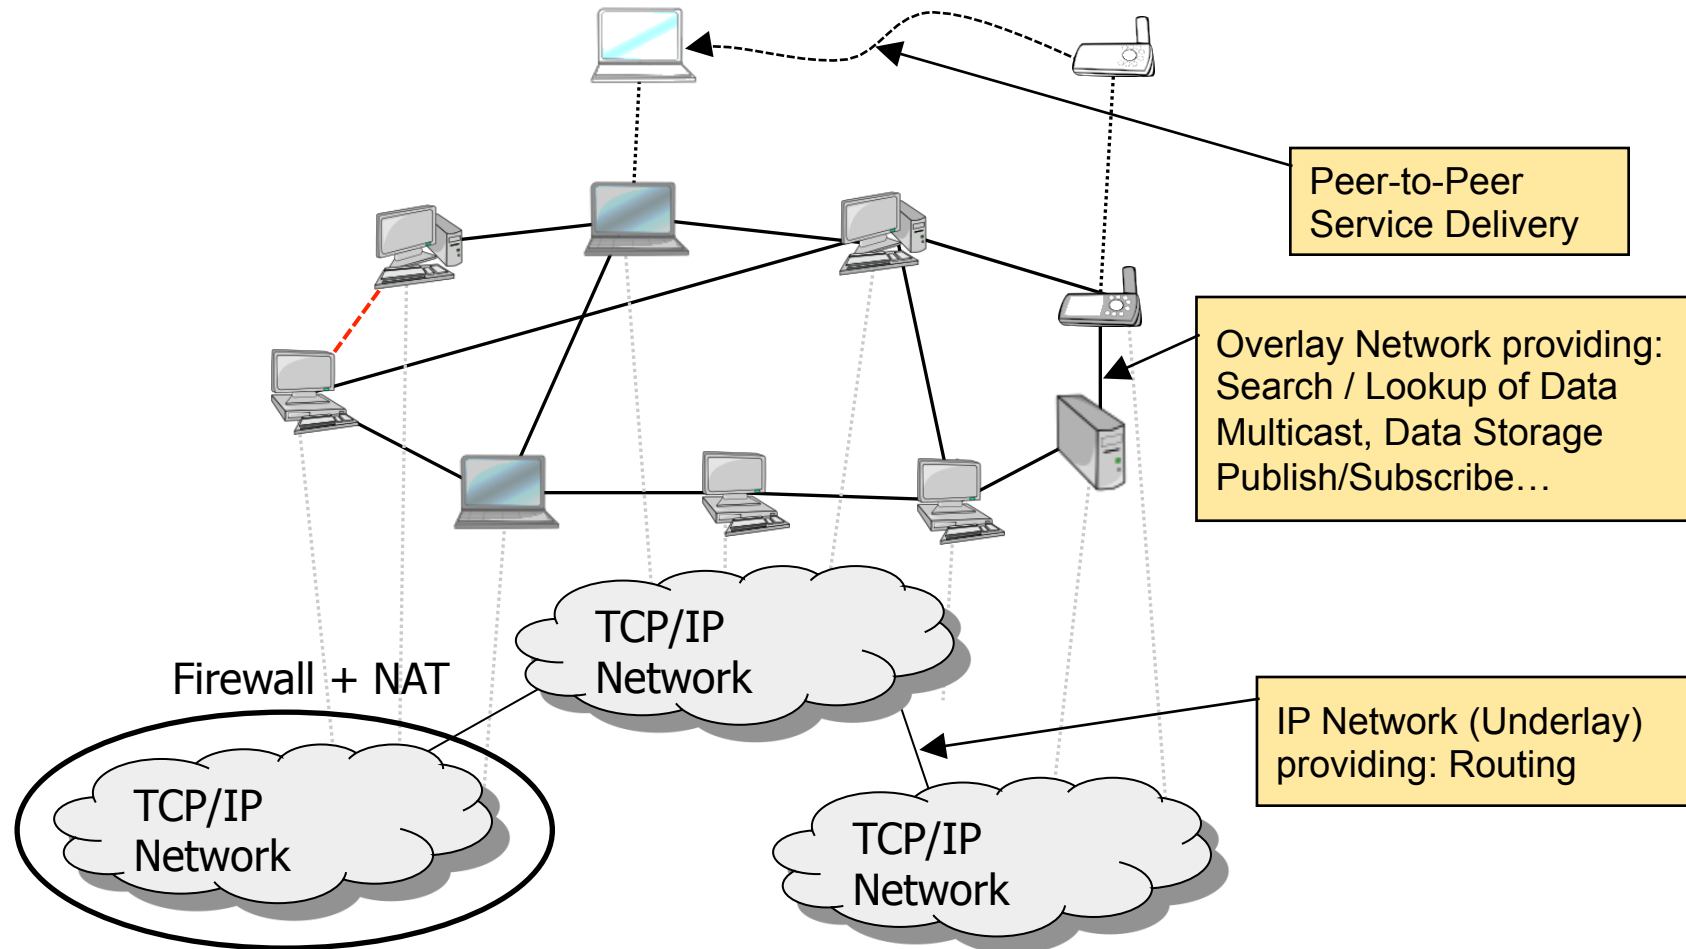 Peer-to-Peer
Service Delivery
Overlay Network providing:
Search / Lookup of Data
Multicast, Data Storage
Publish/Subscribe…
TCP/IP
Network
Firewall + NAT
IP Network (Underlay)
providing: Routing
TCP/IP
Network
TCP/IP
Network